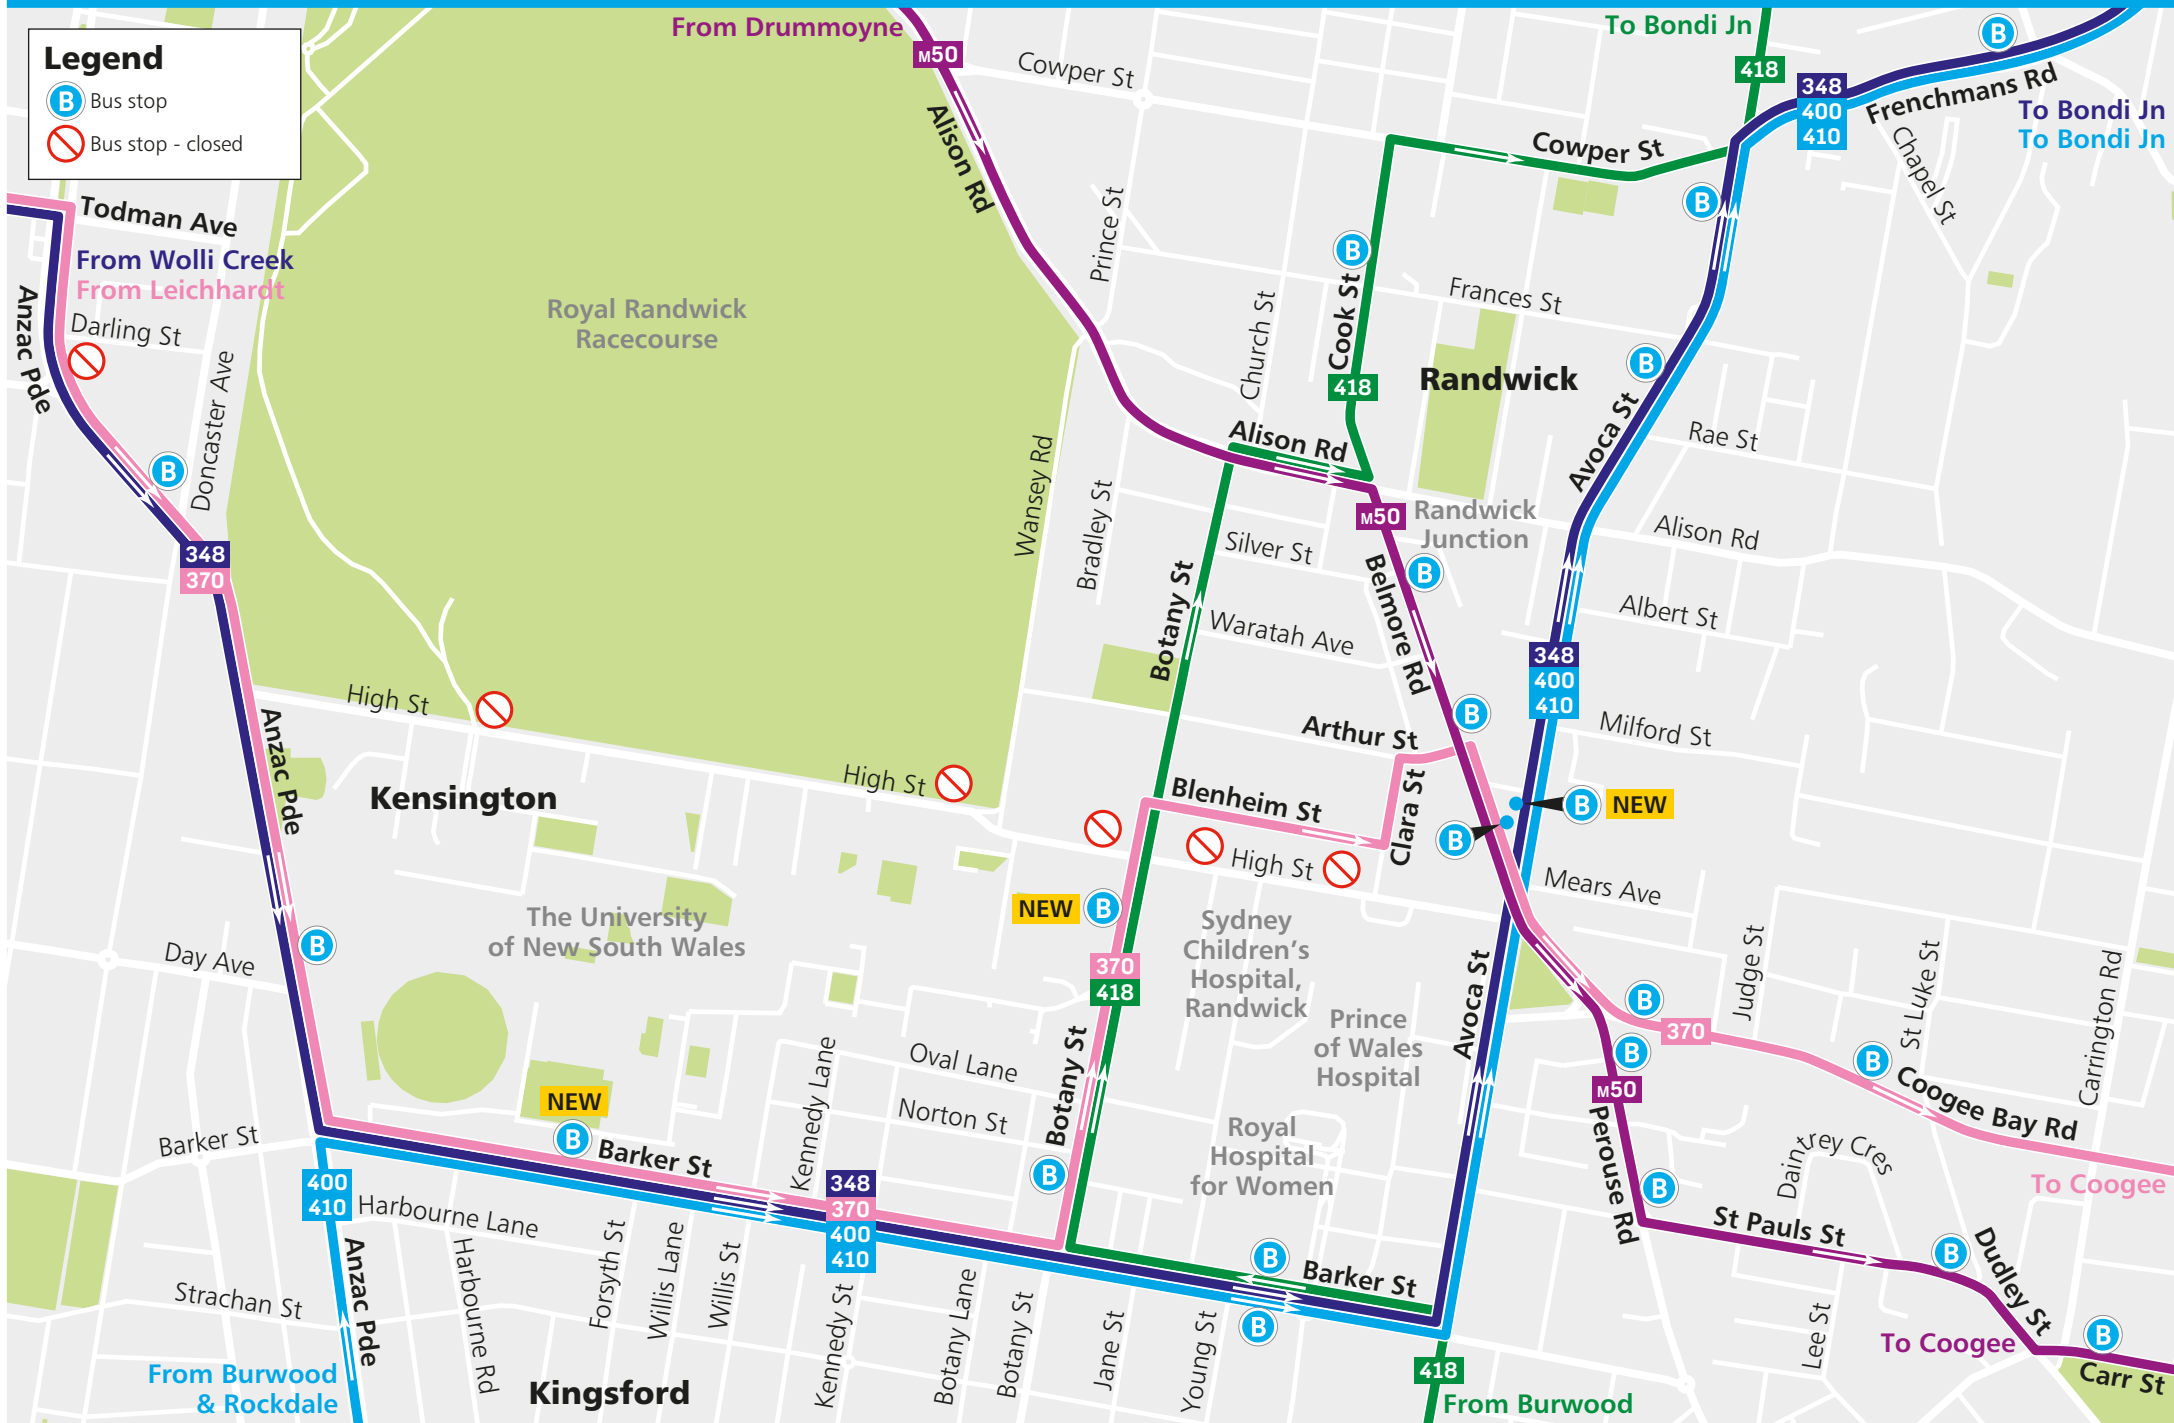 Legend
B Bus stop
Bus stop - closed
From Drummoyne
M50
Cowper St
To Bondi Jn
418
B
348
400
410
Frenchmans Rd
To Bondi Jn
To Bondi Jn
Alison Rd
Cowper St
Chapel St
Todman Ave
From Wolli Creek
From Leichhardt
Anzac Pde
Darling St
Doncaster Ave
B
Royal Randwick
Racecourse
Prince St
Church St
B
Cook St
418
Frances St
Randwick
B
B
Avoca St
Rae St
Alison Rd
348
370
Wansey Rd
Bradley St
M50
Randwick
Junction
Silver St
B
Belmore Rd
Alison Rd
Botany St
Waratah Ave
Albert St
348
400
410
High St
Anzac Pde
Kensington
High St
Arthur St
B
Milford St
Blenheim St
Clara St
B
B NEW
High St
Mears Ave
NEW B
The University
of New South Wales
Sydney
Children's
Hospital,
Randwick
Day Ave
B
370
418
Avoca St
Judge St
St Luke St
Carrington Rd
B
370
Prince
of Wales
Hospital
Kennedy Lane
Oval Lane
Botany St
B
B
M50
Coogee Bay Rd
NEW
B
Barker St
Barker St
Norton St
B
Royal
Hospital
for Women
Perouse Rd
B
Daintrey Cres
To Coogee
400
410
Harbourne Lane
348
370
400
410
St Pauls St
B
Dudley St
Anzac Pde
Strachan St
Harbourne Rd
Forsyth St
Willis Lane
Willis St
Kennedy St
Botany Lane
Botany St
Jane St
Young St
B
Barker St
B
Lee St
To Coogee
B
Carr St
From Burwood
& Rockdale
Kingsford
418
From Burwood